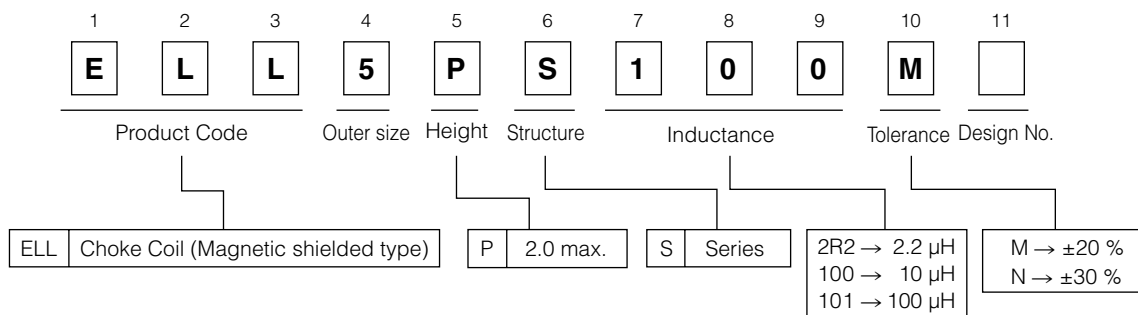 1 2 3 4 5 6 7 8 9 10 11
E L L 5 P S 1 0 0 M
Product Code Outer size Height Structure Inductance Tolerance Design No.
ELL Choke Coil (Magnetic shielded type) P 2.0 max. S Series
2R2 → 2.2 µH
100 → 10 µH
101 → 100 µH
M → ±20 %
N → ±30 %